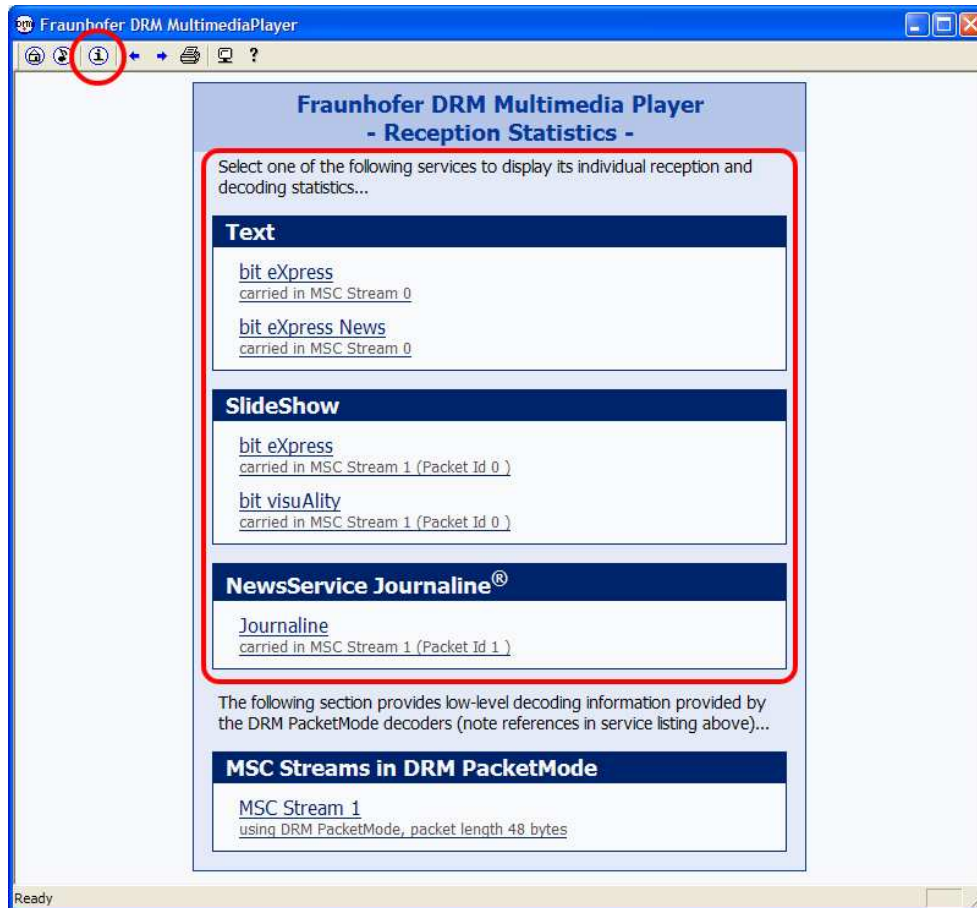 DRM
Fraunhofer DRM MultimediaPlayer
i
?
Fraunhofer DRM Multimedia Player
- Reception Statistics -
Select one of the following services to display its individual reception and
decoding statistics...
Text
bit eXpress
carried in MSC Stream 0
bit eXpress News
carried in MSC Stream 0
SlideShow
bit eXpress
carried in MSC Stream 1 (Packet Id 0 )
bit visuAlity
carried in MSC Stream 1 (Packet Id 0 )
NewsService Journaline®
Journaline
carried in MSC Stream 1 (Packet Id 1 )
The following section provides low-level decoding information provided by
the DRM PacketMode decoders (note references in service listing above)...
MSC Streams in DRM PacketMode
MSC Stream 1
using DRM PacketMode, packet length 48 bytes
Ready